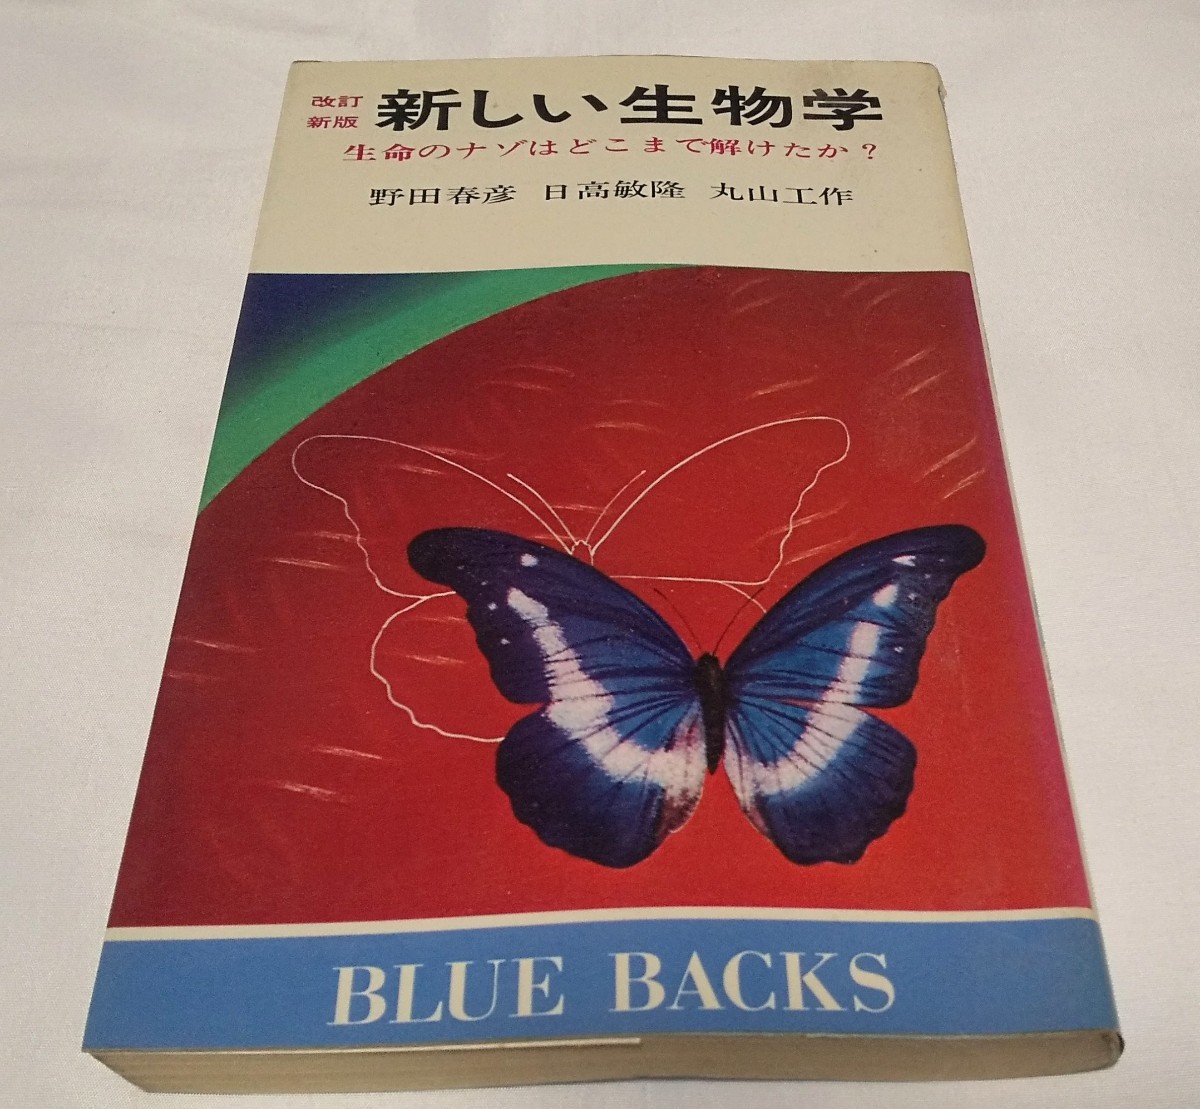 改訂
新版
新しい生物学
生命のナゾはどこまで解けたか？
野田春彦 日高敏隆 丸山工作
BLUE BACKS